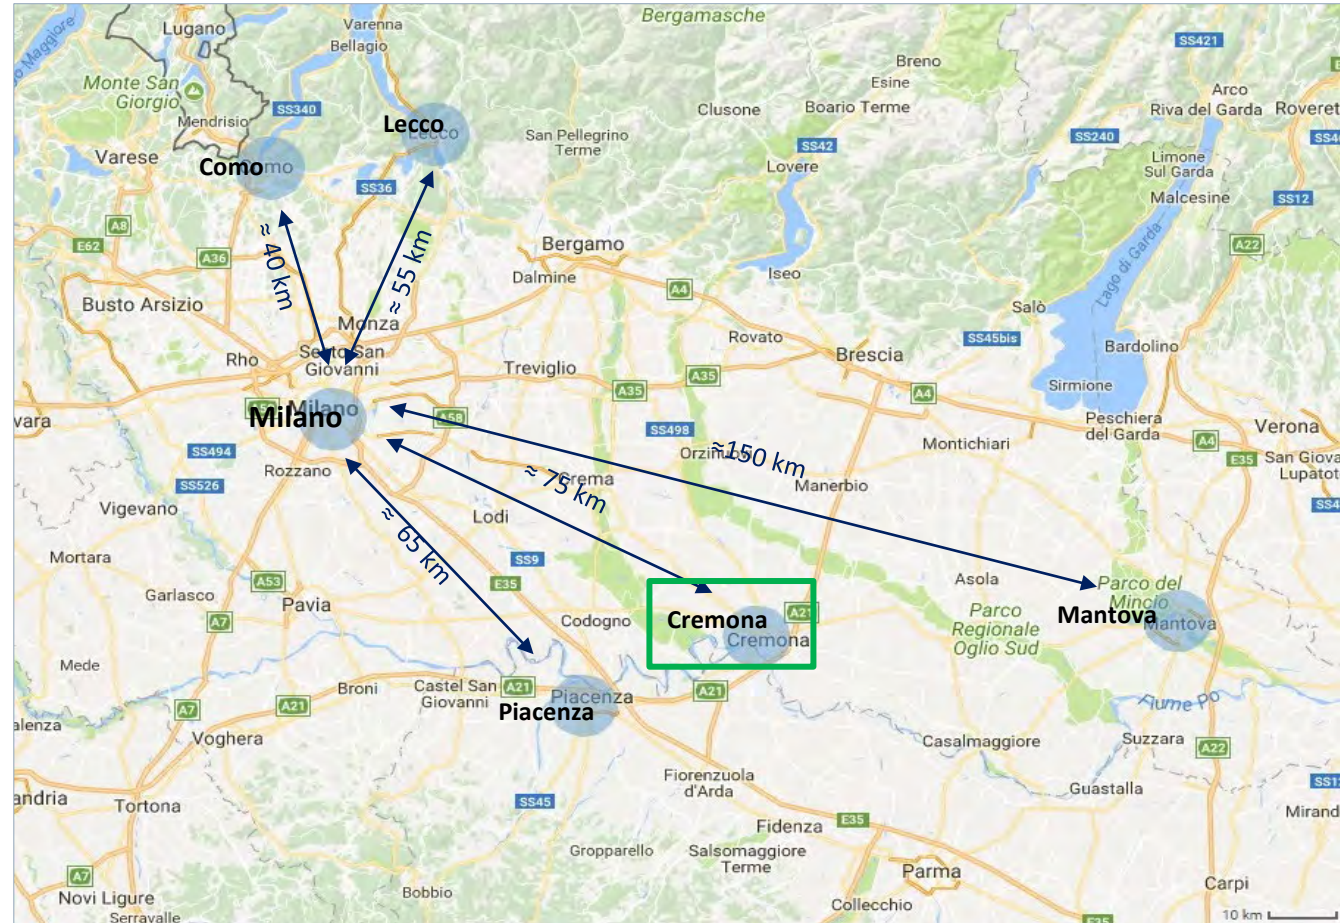 Bergamasche
Lugano
Varenna
SS421
Bellagio
Breno
Monte San
Giorgio
Esine
Arco
SS340
Clusone
Boario Terme
Riva del Garda
Roveret
Mendrisio
Lecco
Lecco
San Pellegrino
Terme
SS240
SS42
Varese
Como
Como
Lovere
Limone
Sul Garda
SS36
Malcesine
SS12
A8
E62
A36
≈ 40 km
≈ 55 km
Bergamo
A22
Dalmine
Iseo
Lago di Garda
Busto Arsizio
A4
Salò
Monza
Rovato
SS45bis
Bardolino
Rho
Sesto San
Giovanni
Brescia
Treviglio
A35
A35
A4
Sirmione
Milano
Milano
A58
Peschiera
del Garda
Verona
vara
SS498
A4
SS494
Orzinuovi
≈150 km
Montichiari
E35
San Giova
Lupatot
Rozzano
≈ 75 km
Crema
Manerbio
SS526
Vigevano
Lodi
≈ 65 km
Mortara
SS9
A53
E35
Asola
Parco del
Mincio
Garlasco
Pavia
A7
Codogno
Cremona
Cremona
A21
Parco
Regionale
Oglio Sud
Mantova
Mantova
Mede
Broni
Castel San
Giovanni
A21
Piacenza
Piacenza
A21
Fiume Po
A7
A21
alenza
Voghera
Casalmaggiore
Suzzara
A22
Fiorenzuola
d'Arda
Guastalla
andria
Tortona
SS45
Mirand
Fidenza
E35
Gropparello
Salsomaggiore
Terme
Parma
A7
Bobbio
Carpi
Novi Ligure
Collecchio
Serravalle
E35
10 km